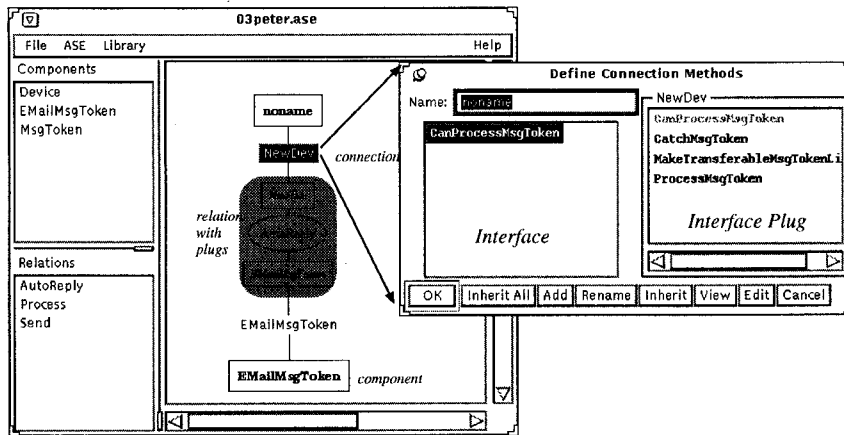 03peter.ase
File ASE Library Help
Components
Device
EMailMsgToken
MsgToken
Relations
AutoReply
Process
Send
noname
NewDev
connection
relation
with
plugs
EMailMsgToken
EMailMsgToken
component
Define Connection Methods
Name: noname
CanProcessMsgToken
Interface
NewDev
CanProcessMsgToken
CatchMsgToken
MakeTransferableMsgTokenLi
ProcessMsgToken
Interface Plug
OK Inherit All Add Rename Inherit View Edit Cancel